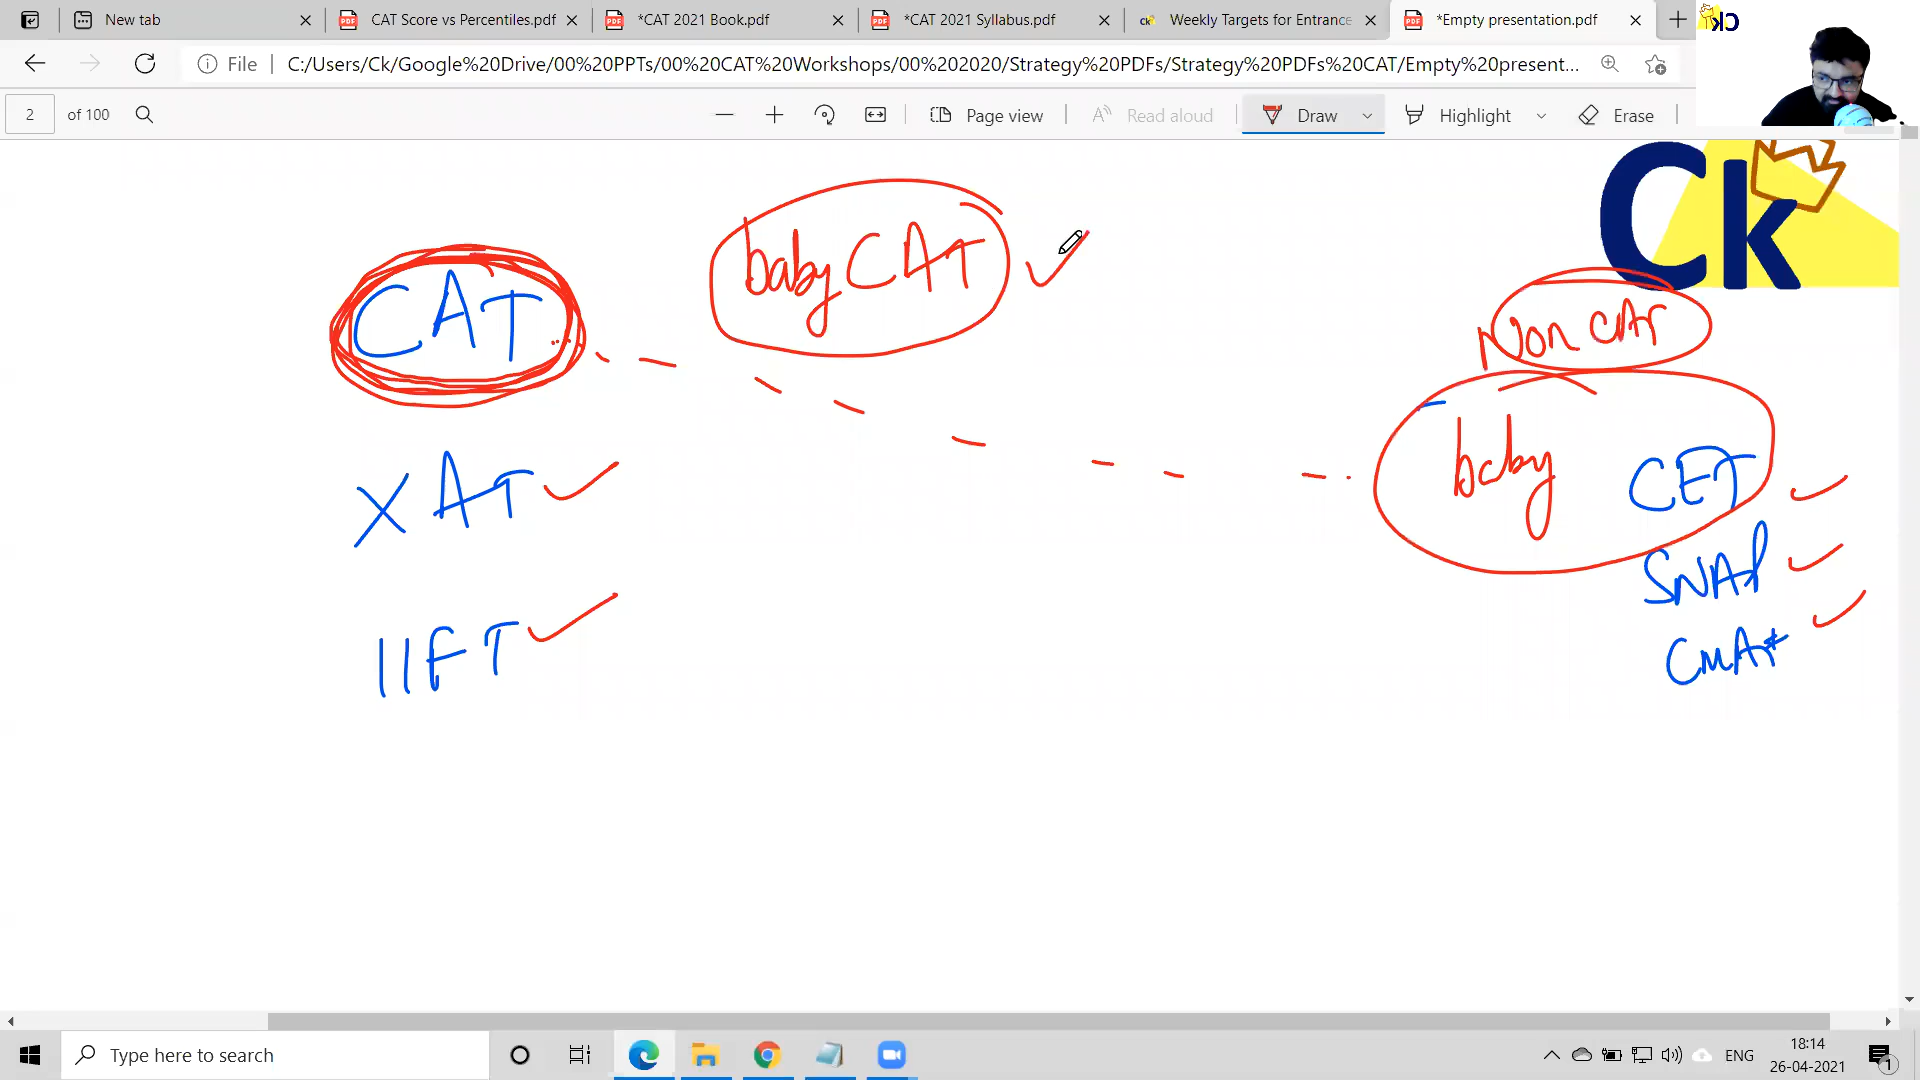 New tab
CAT Score vs Percentiles.pdf
*CAT 2021 Book.pdf
*CAT 2021 Syllabus.pdf
Weekly Targets for Entrance
*Empty presentation.pdf
File
C:/Users/Ck/Google%20Drive/00%20PPTs/00%20CAT%20Workshops/00%202020/Strategy%20PDFs/Strategy%20PDFs%20CAT/Empty%20present...
2 of 100
Page view
Read aloud
Draw
Highlight
Erase
Ck
Ck
baby CAT
CAT
Non CAT
baby CET
XAT
SNAP
IIFT
CMAT
Type here to search
ENG
18:14
26-04-2021
1